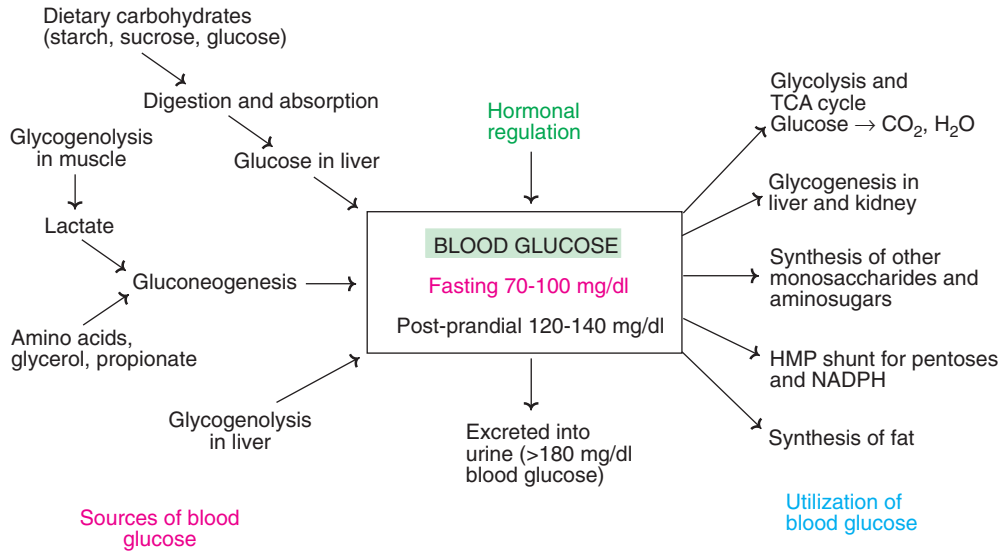 Dietary carbohydrates
(starch, sucrose, glucose)
Digestion and absorption
Glucose in liver
Glycogenolysis
in muscle
Lactate
Gluconeogenesis
Amino acids,
glycerol, propionate
Glycogenolysis
in liver
Sources of blood
glucose
Hormonal
regulation
BLOOD GLUCOSE
Fasting 70-100 mg/dl
Post-prandial 120-140 mg/dl
Excreted into
urine (>180 mg/dl
blood glucose)
Glycolysis and
TCA cycle
Glucose → CO₂, H₂O
Glycogenesis in
liver and kidney
Synthesis of other
monosaccharides and
aminosugars
HMP shunt for pentoses
and NADPH
Synthesis of fat
Utilization of
blood glucose